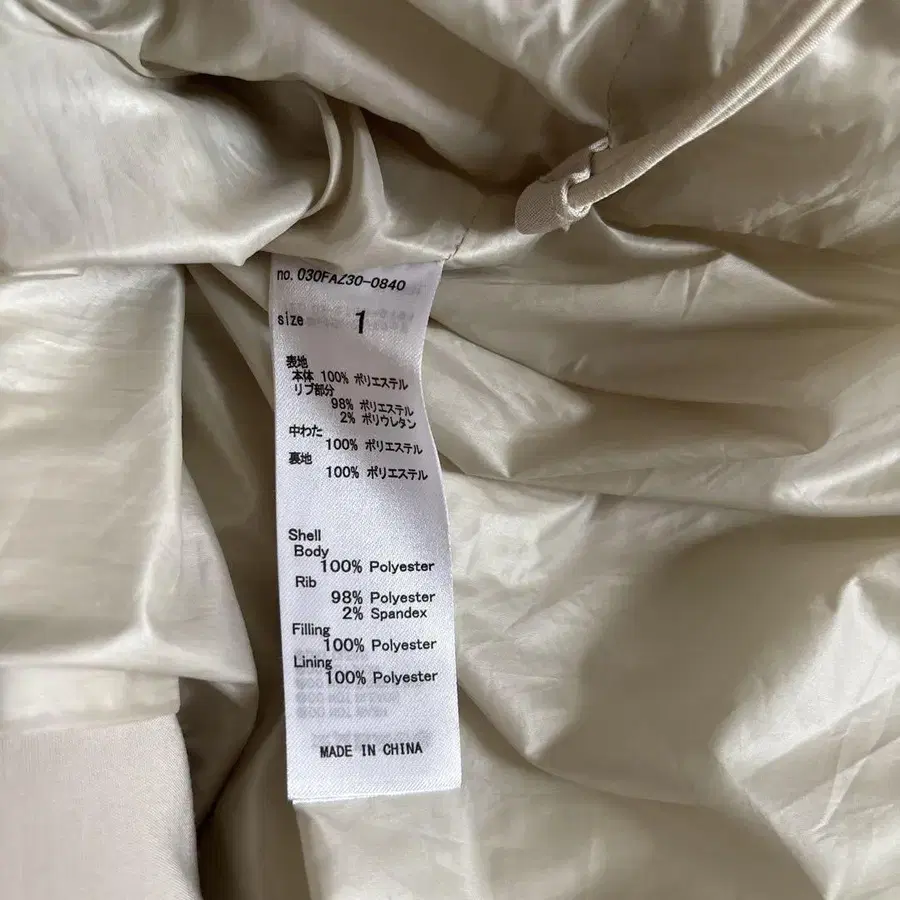 no. 030FAZ30-0840
size 1
表地
本体 100% ポリエステル
リブ部分
98% ポリエステル
2% ポリウレタン
中わた
100% ポリエステル
裏地
100% ポリエステル
Shell
Body
100% Polyester
Rib
98% Polyester
2% Spandex
Filling
100% Polyester
Lining
100% Polyester
MADE IN CHINA